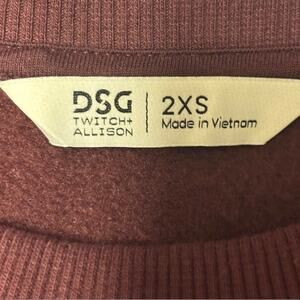 DSG
TWITCH+
ALLISON
2XS
Made in Vietnam